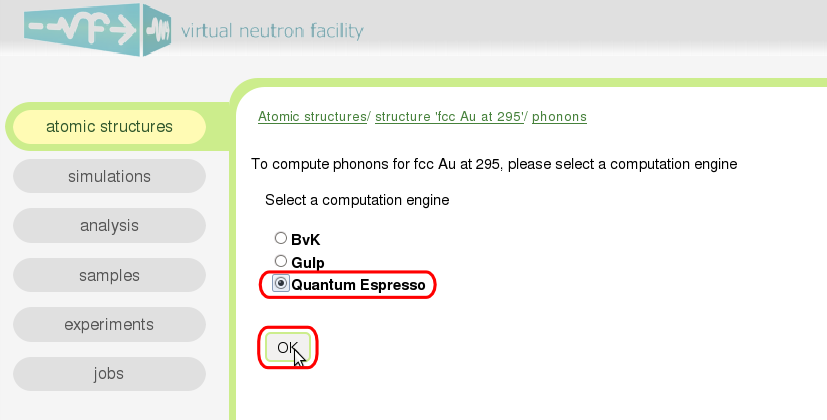 vnf
virtual neutron facility
atomic structures
simulations
analysis
samples
experiments
jobs
Atomic structures/ structure 'fcc Au at 295'/ phonons
To compute phonons for fcc Au at 295, please select a computation engine
Select a computation engine
BvK
Gulp
Quantum Espresso
OK